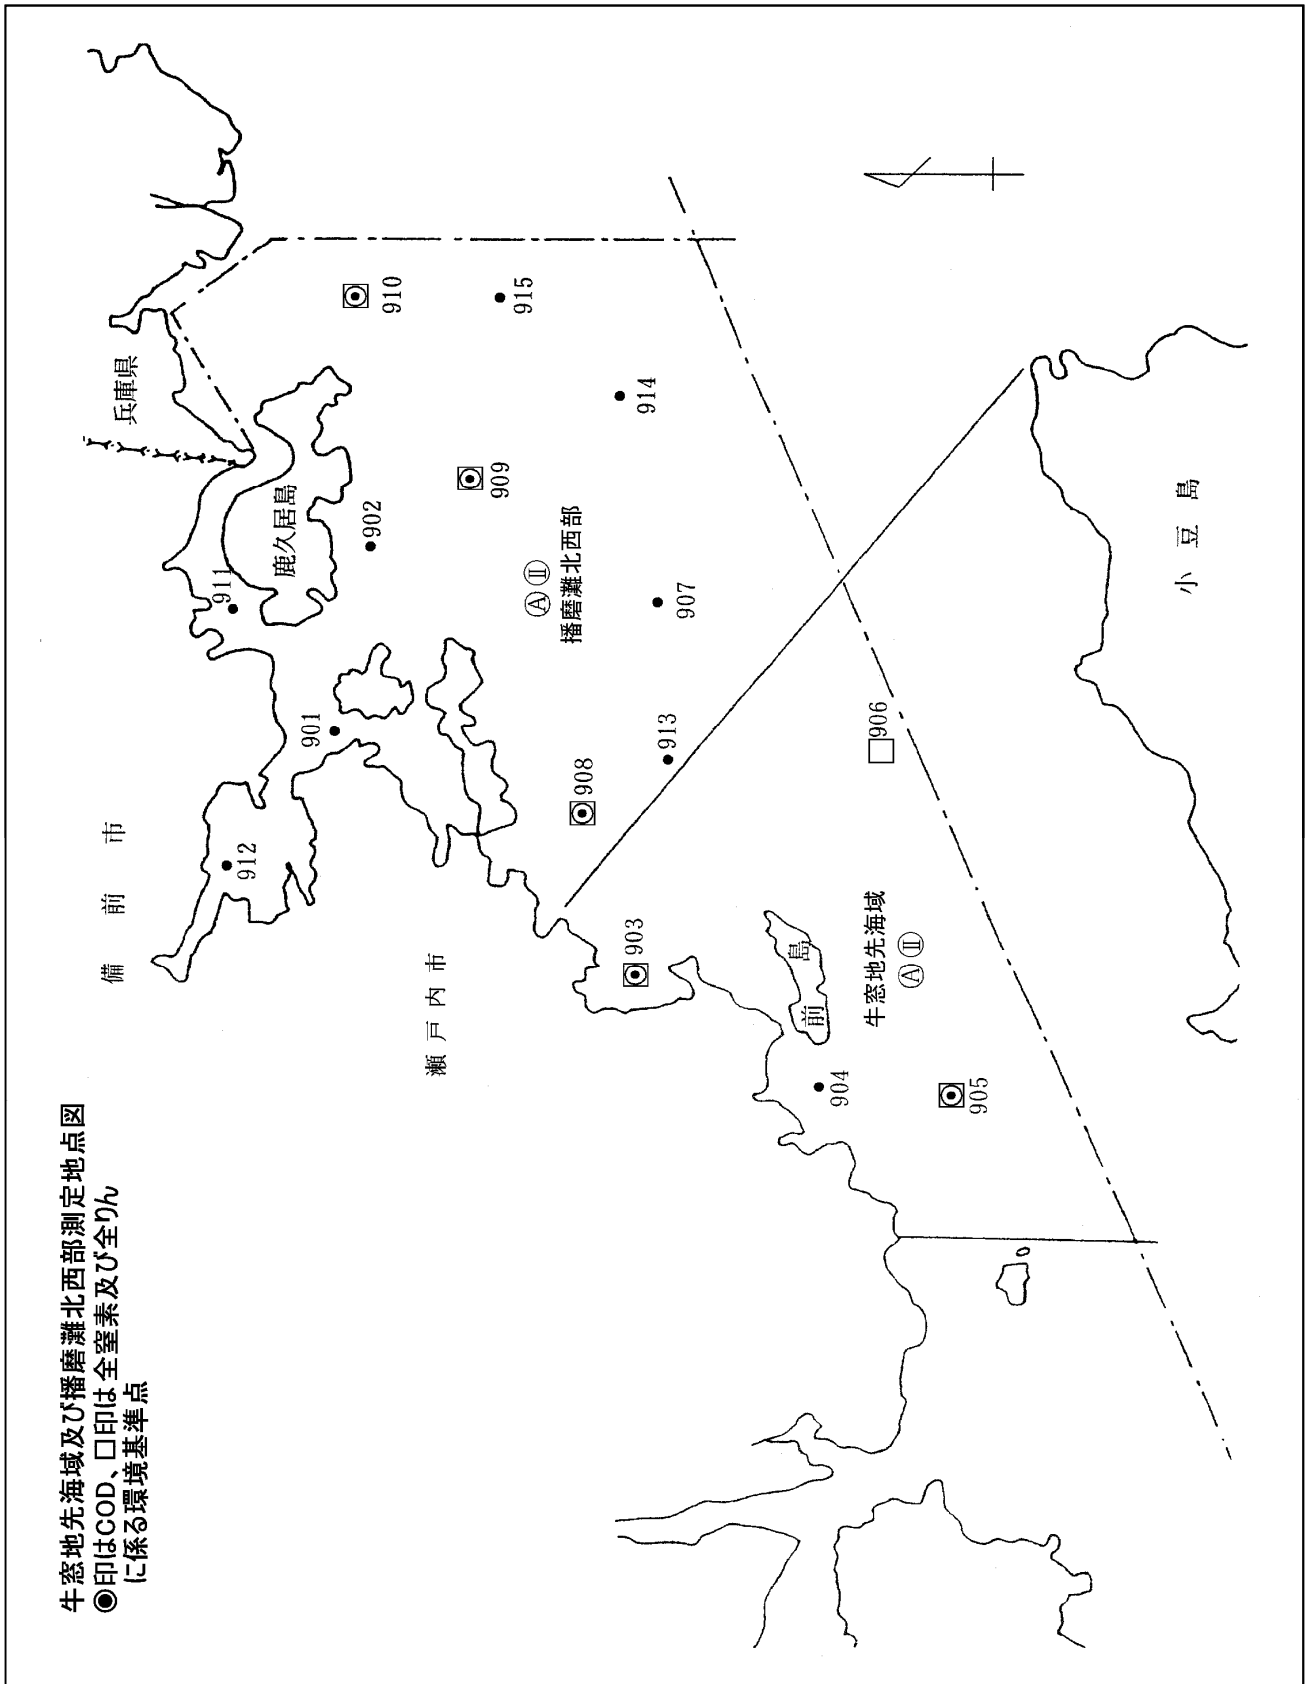 牛窓地先海域及び播磨灘北西部測定地点図
◉印はCOD、□印は全窒素及び全りん
に係る環境基準点
備前市
兵庫県
鹿久居島
瀬戸内市
912
901
911
902
910
915
914
909
Ⓐ Ⅱ
播磨灘北西部
907
913
908
903
906
前島
牛窓地先海域
Ⓐ Ⅱ
904
905
小豆島